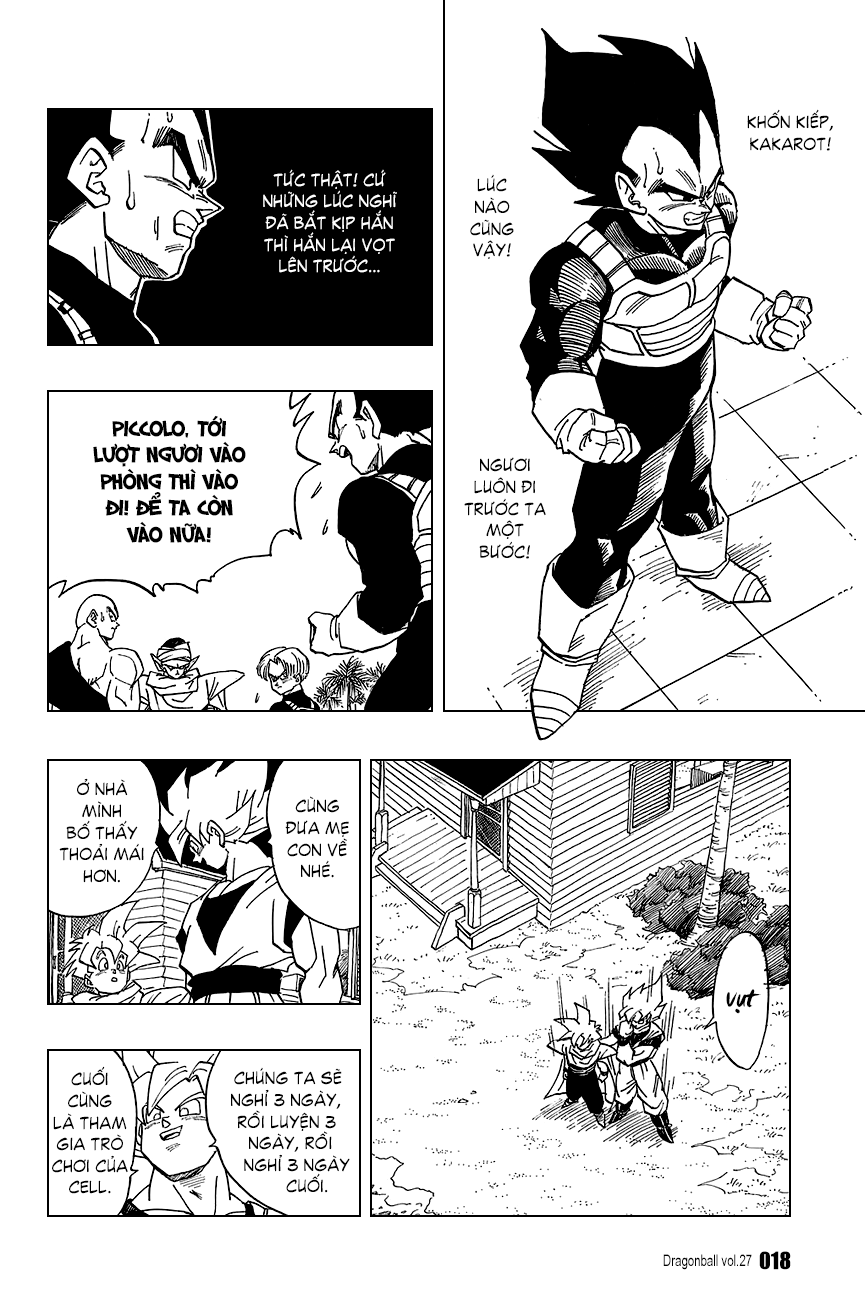 KHỐN KIẾP,
KAKAROT!
LÚC
NÀO
CŨNG
VẬY!
NGƯƠI
LUÔN ĐI
TRƯỚC TA
MỘT
BƯỚC!
TỨC THẬT! CỨ
NHỮNG LÚC NGHĨ
ĐÃ BẮT KỊP HẮN
THÌ HẮN LẠI VỌT
LÊN TRƯỚC...
PICCOLO, TỚI
LƯỢT NGƯƠI VÀO
PHÒNG THÌ VÀO
ĐI! ĐỂ TA CÒN
VÀO NỮA!
VỤT
CÙNG
ĐƯA MẸ
CON VỀ
NHÉ.
Ở NHÀ
MÌNH
BỐ THẤY
THOẢI MÁI
HƠN.
CHÚNG TA SẼ
NGHỈ 3 NGÀY,
RỒI LUYỆN 3
NGÀY, RỒI
NGHỈ 3 NGÀY
CUỐI.
CUỐI
CÙNG
LÀ THAM
GIA TRÒ
CHƠI CỦA
CELL.
Dragonball vol.27 018